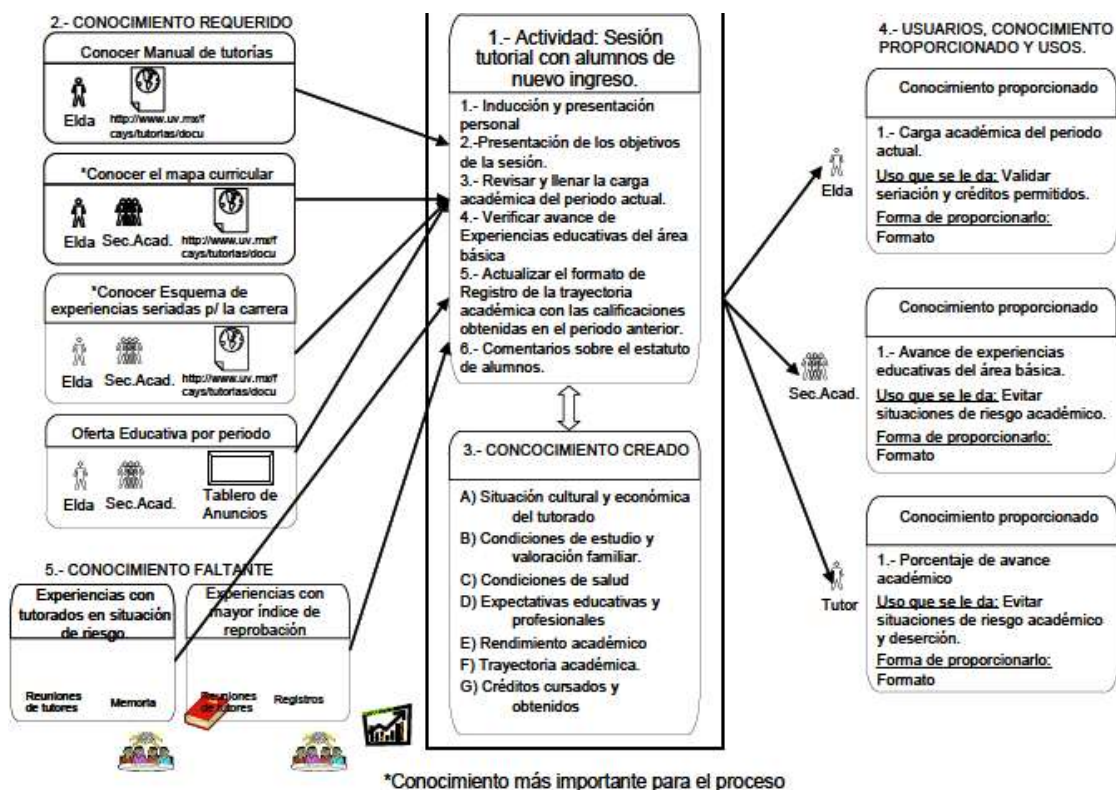 2.- CONOCIMIENTO REQUERIDO
Conocer Manual de tutorías
Elda
http://www.uv.mx/f
cays/tutorias/docu
*Conocer el mapa curricular
Elda
Sec.Acad.
http://www.uv.mx/f
cays/tutorias/docu
*Conocer Esquema de
experiencias seriadas p/ la carrera
Elda
Sec.Acad.
http://www.uv.mx/f
cays/tutorias/docu
Oferta Educativa por periodo
Elda
Sec.Acad.
Tablero de
Anuncios
5.- CONOCIMIENTO FALTANTE
Experiencias con
tutorados en situación
de riesgo.
Reuniones
de tutores
Memoria
Experiencias con
mayor índice de
reprobación
Reuniones
de tutores
Registros
1.- Actividad: Sesión
tutorial con alumnos de
nuevo ingreso.
1.- Inducción y presentación
personal
2.-Presentación de los objetivos
de la sesión.
3.- Revisar y llenar la carga
académica del periodo actual.
4.- Verificar avance de
Experiencias educativas del área
básica
5.- Actualizar el formato de
Registro de la trayectoria
académica con las calificaciones
obtenidas en el periodo anterior.
6.- Comentarios sobre el estatuto
de alumnos.
3.- CONCOCIMIENTO CREADO
A) Situación cultural y económica
del tutorado
B) Condiciones de estudio y
valoración familiar.
C) Condiciones de salud
D) Expectativas educativas y
profesionales
E) Rendimiento académico
F) Trayectoria académica.
G) Créditos cursados y
obtenidos
4.- USUARIOS, CONOCIMIENTO
PROPORCIONADO Y USOS.
Elda
Conocimiento proporcionado
1.- Carga académica del periodo
actual.
Uso que se le da: Validar
seriación y créditos permitidos.
Forma de proporcionarlo:
Formato
Sec.Acad.
Conocimiento proporcionado
1.- Avance de experiencias
educativas del área básica.
Uso que se le da: Evitar
situaciones de riesgo académico.
Forma de proporcionarlo:
Formato
Tutor
Conocimiento proporcionado
1.- Porcentaje de avance
académico
Uso que se le da: Evitar
situaciones de riesgo académico
y deserción.
Forma de proporcionarlo:
Formato
*Conocimiento más importante para el proceso